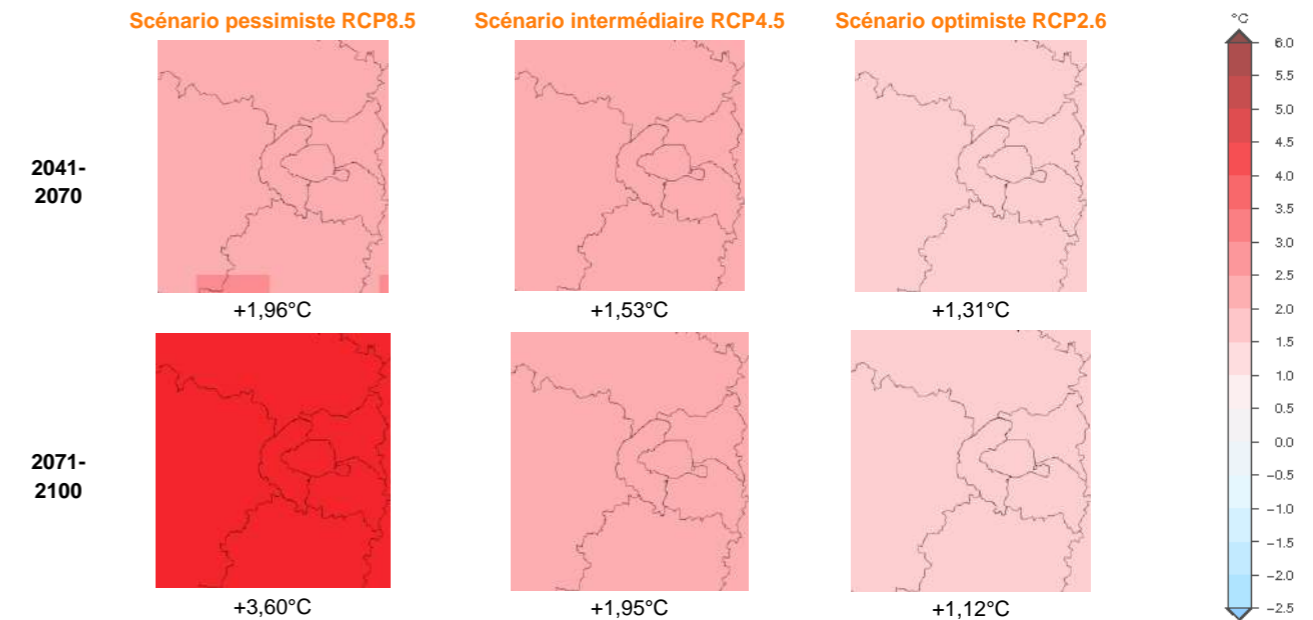 Scénario pessimiste RCP8.5
Scénario intermédiaire RCP4.5
Scénario optimiste RCP2.6
°C
2041-
2070
+1,96°C
+1,53°C
+1,31°C
2071-
2100
+3,60°C
+1,95°C
+1,12°C
6.0
5.5
5.0
4.5
4.0
3.5
3.0
2.5
2.0
1.5
1.0
0.5
0.0
-0.5
-1.0
-1.5
-2.0
-2.5